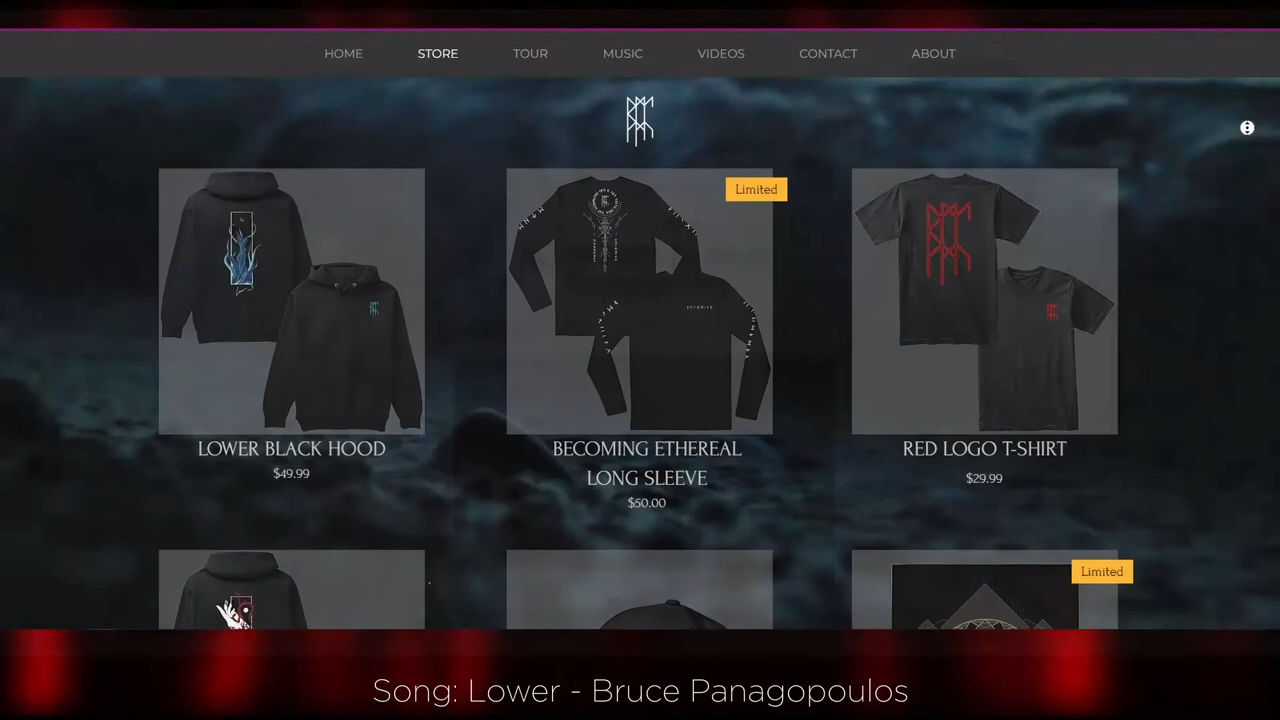 HOME STORE TOUR MUSIC VIDEOS CONTACT ABOUT
Limited
LOWER BLACK HOOD
$49.99
BECOMING ETHEREAL
LONG SLEEVE
$50.00
RED LOGO T-SHIRT
$29.99
Limited
Song: Lower - Bruce Panagopoulos